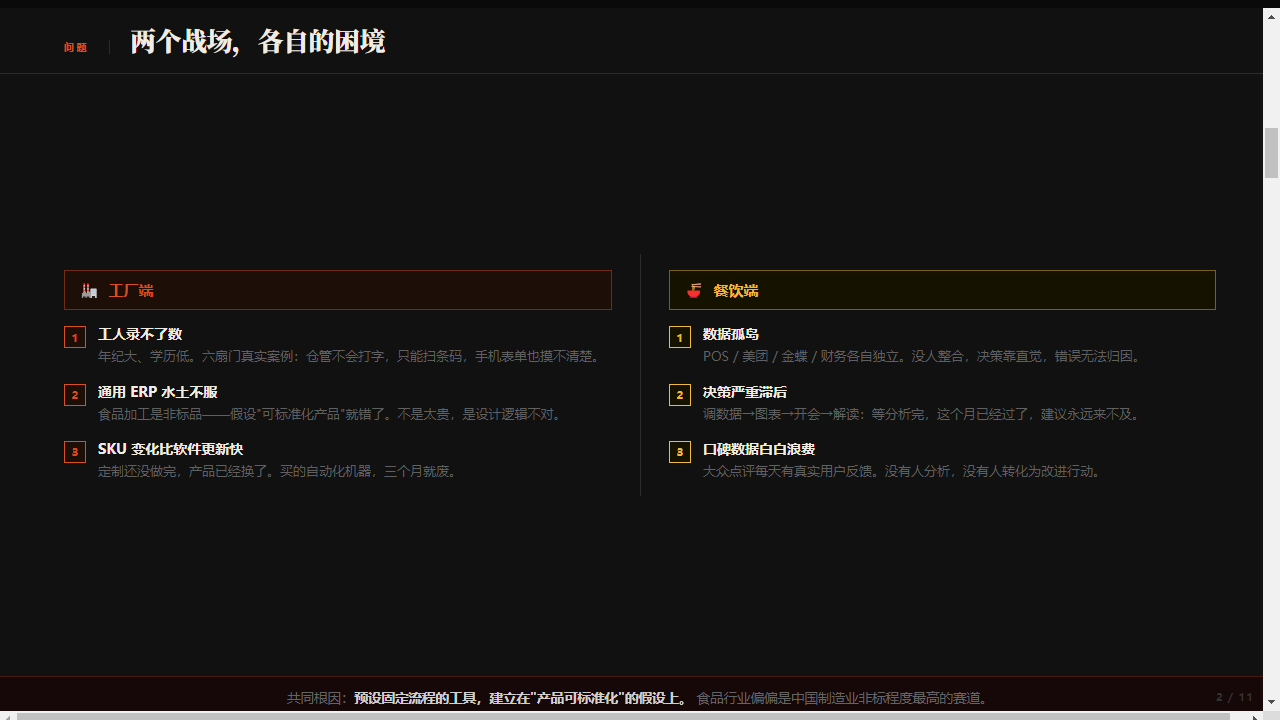 问题
两个战场，各自的困境
工厂端
1 工人录不了数
年纪大、学历低。六扇门真实案例：仓管不会打字，只能扫条码，手机表单也摸不清楚。
2 通用 ERP 水土不服
食品加工是非标品——假设"可标准化产品"就错了。不是太贵，是设计逻辑不对。
3 SKU 变化比软件更新快
定制还没做完，产品已经换了。买的自动化机器，三个月就废。
餐饮端
1 数据孤岛
POS / 美团 / 金蝶 / 财务各自独立。没人整合，决策靠直觉，错误无法归因。
2 决策严重滞后
调数据→图表→开会→解读：等分析完，这个月已经过了，建议永远来不及。
3 口碑数据白白浪费
大众点评每天有真实用户反馈。没有人分析，没有人转化为改进行动。
共同根因：预设固定流程的工具，建立在"产品可标准化"的假设上。 食品行业偏偏是中国制造业非标程度最高的赛道。
2 / 11